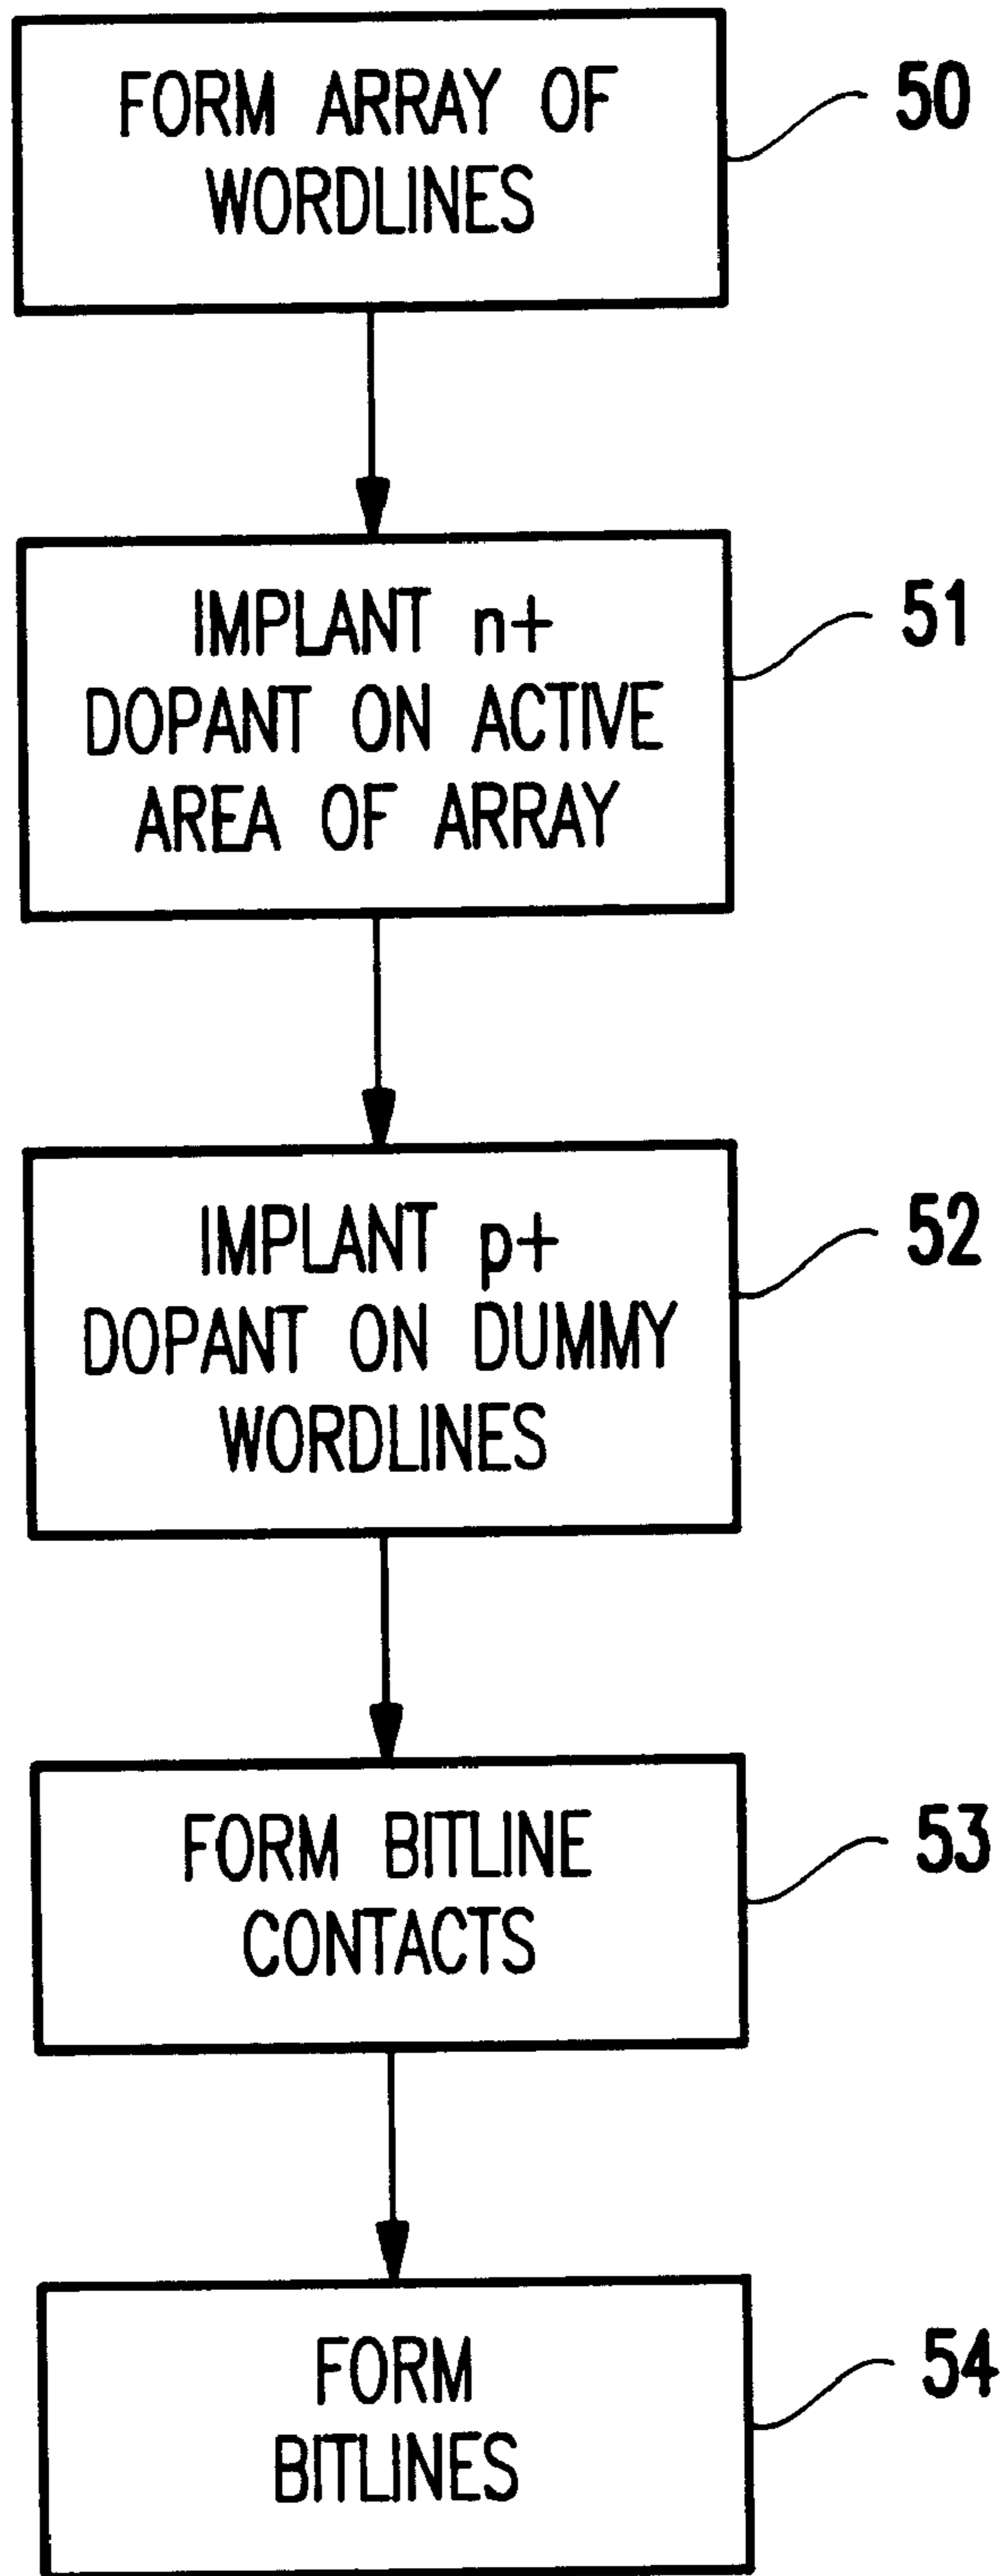 FORM ARRAY OF
WORDLINES
50
IMPLANT n+
DOPANT ON ACTIVE
AREA OF ARRAY
51
IMPLANT p+
DOPANT ON DUMMY
WORDLINES
52
FORM BITLINE
CONTACTS
53
FORM
BITLINES
54